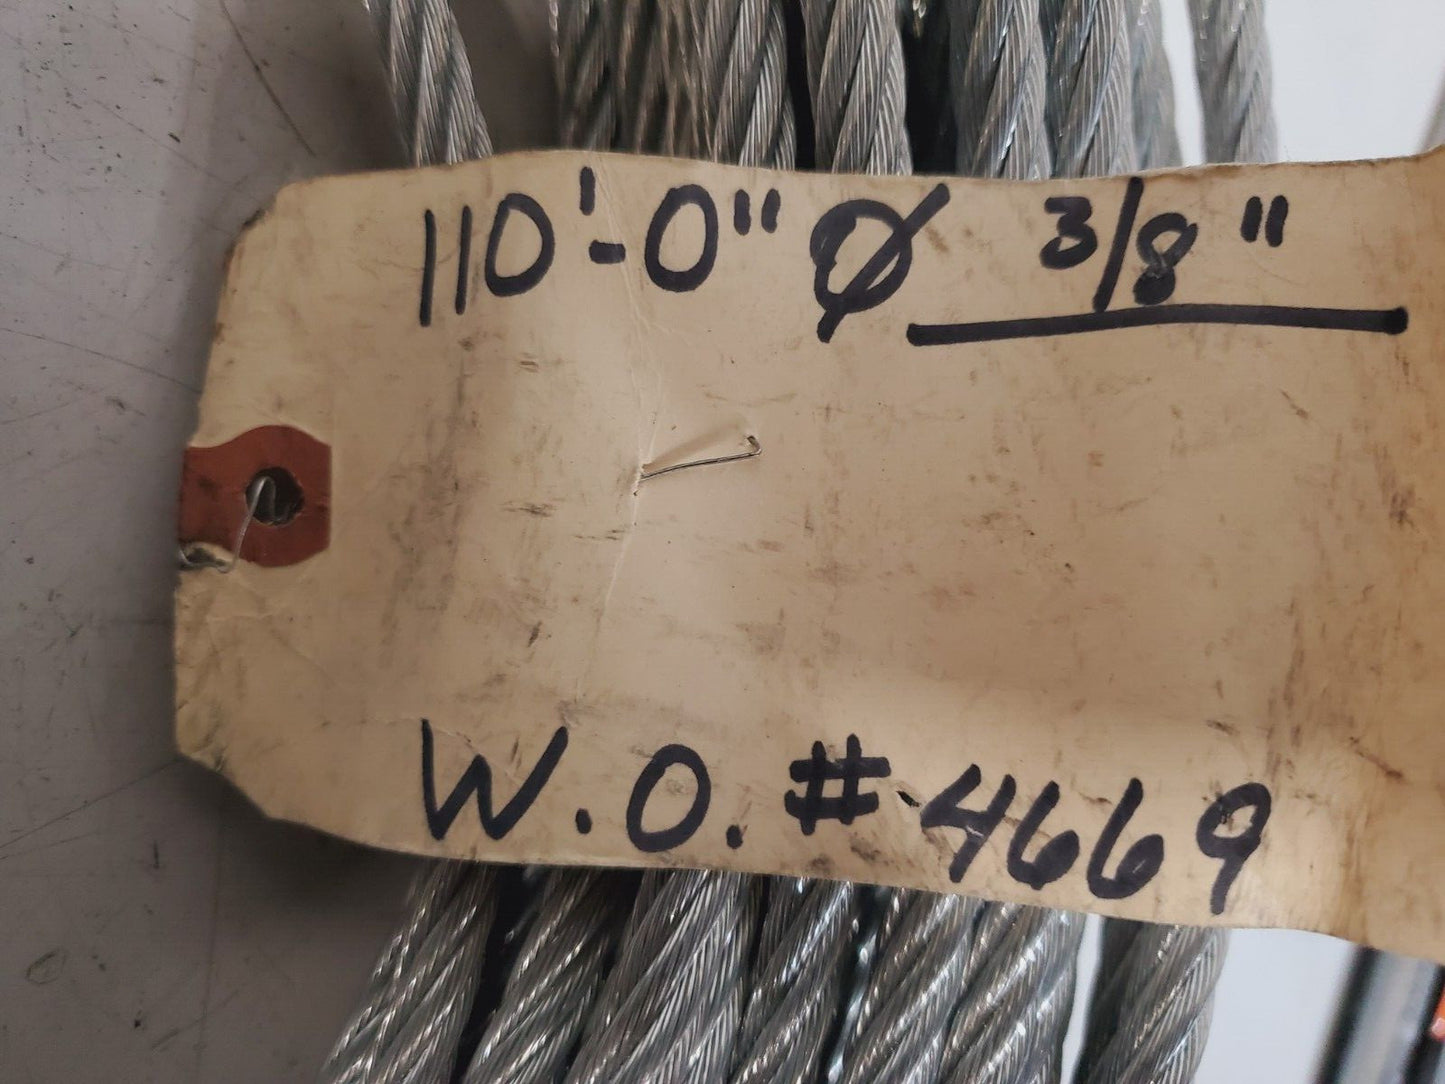 110'-0" Ø 3/8"
W.O. #4669